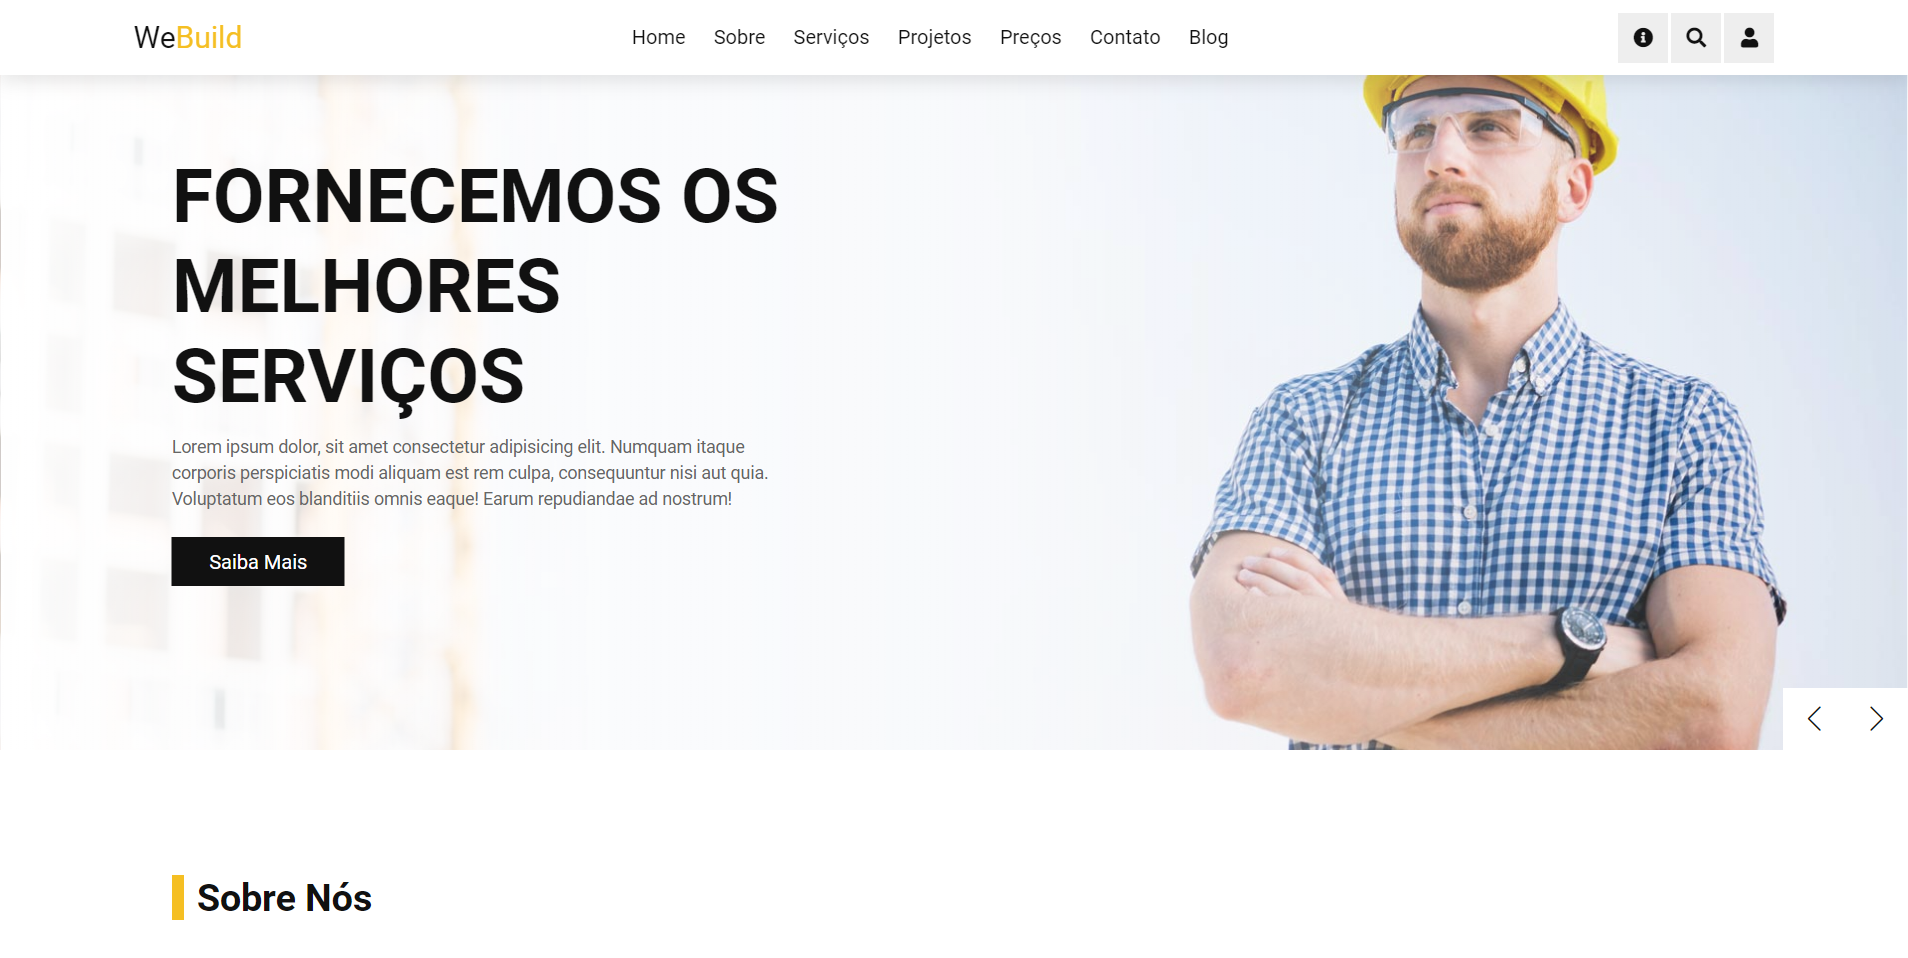 WeBuild
Home Sobre Serviços Projetos Preços Contato Blog
FORNECEMOS OS
MELHORES
SERVIÇOS
Lorem ipsum dolor, sit amet consectetur adipisicing elit. Numquam itaque
corporis perspiciatis modi aliquam est rem culpa, consequuntur nisi aut quia.
Voluptatum eos blanditiis omnis eaque! Earum repudiandae ad nostrum!
Saiba Mais
Sobre Nós